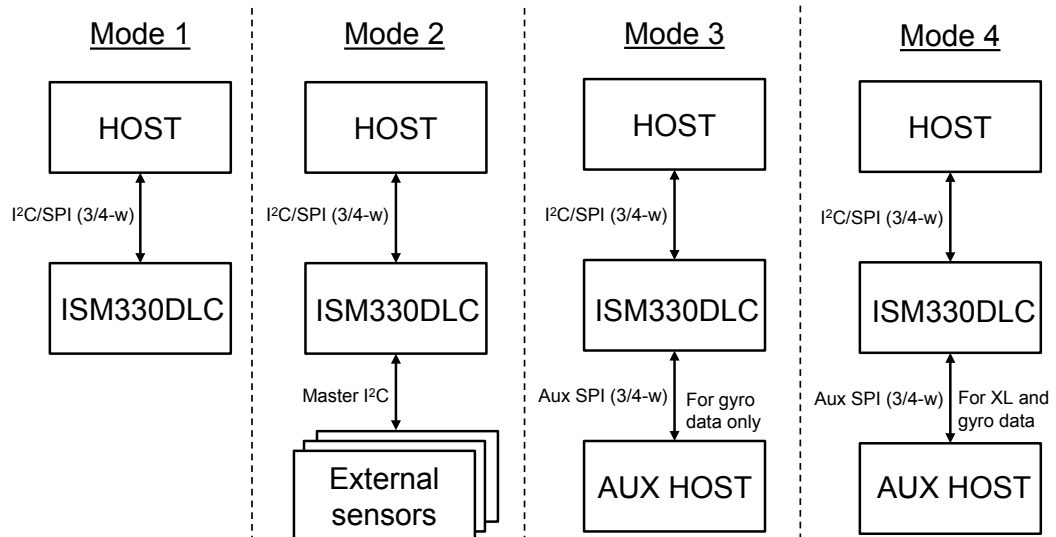 Mode 1
HOST
I²C/SPI (3/4-w)
ISM330DLC
Mode 2
HOST
I²C/SPI (3/4-w)
ISM330DLC
Master I²C
External
sensors
Mode 3
HOST
I²C/SPI (3/4-w)
ISM330DLC
Aux SPI (3/4-w)
For gyro
data only
AUX HOST
Mode 4
HOST
I²C/SPI (3/4-w)
ISM330DLC
Aux SPI (3/4-w)
For XL and
gyro data
AUX HOST